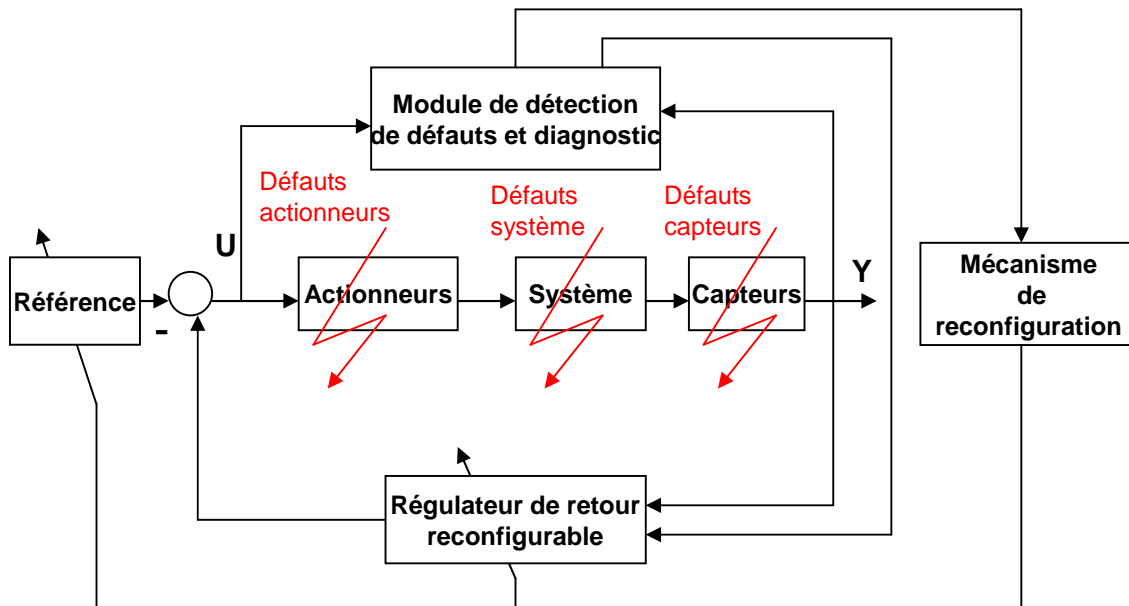 Module de détection
de défauts et diagnostic
Défauts
actionneurs
Défauts
système
Défauts
capteurs
U
Y
Référence
-
Actionneurs
Système
Capteurs
Mécanisme
de
reconfiguration
Régulateur de retour
reconfigurable